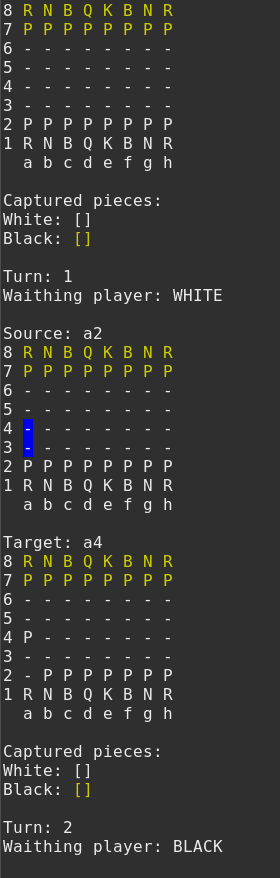 8 R N B Q K B N R
7 P P P P P P P P
6 - - - - - - - -
5 - - - - - - - -
4 - - - - - - - -
3 - - - - - - - -
2 P P P P P P P P
1 R N B Q K B N R
  a b c d e f g h

Captured pieces:
White: []
Black: []

Turn: 1
Waithing player: WHITE

Source: a2
8 R N B Q K B N R
7 P P P P P P P P
6 - - - - - - - -
5 - - - - - - - -
4 - - - - - - - -
3 - - - - - - - -
2 P P P P P P P P
1 R N B Q K B N R
  a b c d e f g h

Target: a4
8 R N B Q K B N R
7 P P P P P P P P
6 - - - - - - - -
5 - - - - - - - -
4 P - - - - - - -
3 - - - - - - - -
2 - P P P P P P P
1 R N B Q K B N R
  a b c d e f g h

Captured pieces:
White: []
Black: []

Turn: 2
Waithing player: BLACK